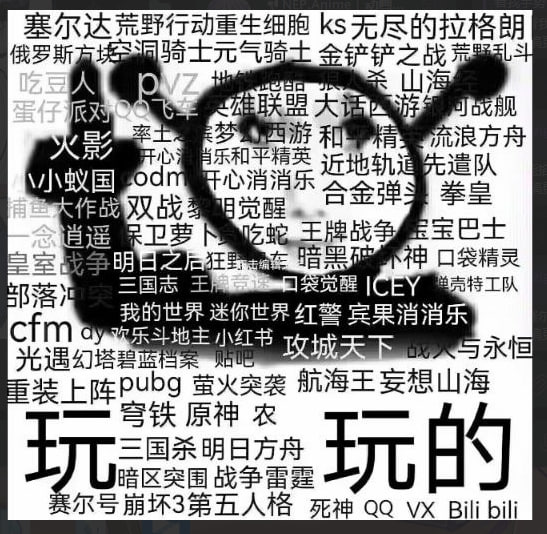 塞尔达 荒野行动 重生细胞 ks 无尽的拉格朗
俄罗斯方块 空洞骑士 元气骑士 金铲铲之战 荒野乱斗
吃豆人 pvz 地铁跑酷 狼人杀 山海经
蛋仔派对 QQ飞车 英雄联盟 大话西游 银河战舰
火影 率土之滨 梦幻西游 和平精英 流浪方舟
开心消消乐 和平精英 近地轨道 先遣队
小蚁国 codm 开心消消乐 合金弹头 拳皇
捕鱼大作战 双战 黎明觉醒
一念逍遥 保卫萝卜 贪吃蛇 王牌战争 宝宝巴士
皇室战争 明日之后 狂野 车 暗黑破坏神 口袋精灵
部落冲突 三国志 王牌竞速 口袋觉醒 ICEY 弹壳特工队
我的世界 迷你世界 红警 宾果消消乐
cfm dy 欢乐斗地主 小红书 攻城天下 战火与永恒
光遇 幻塔 碧蓝档案 贴吧
重装上阵 pubg 萤火突袭 航海王 妄想山海
玩 穹铁 原神 农 玩的
三国杀 明日方舟
暗区突围 战争雷霆
赛尔号 崩坏3 第五人格 死神 QQ VX Bili bili